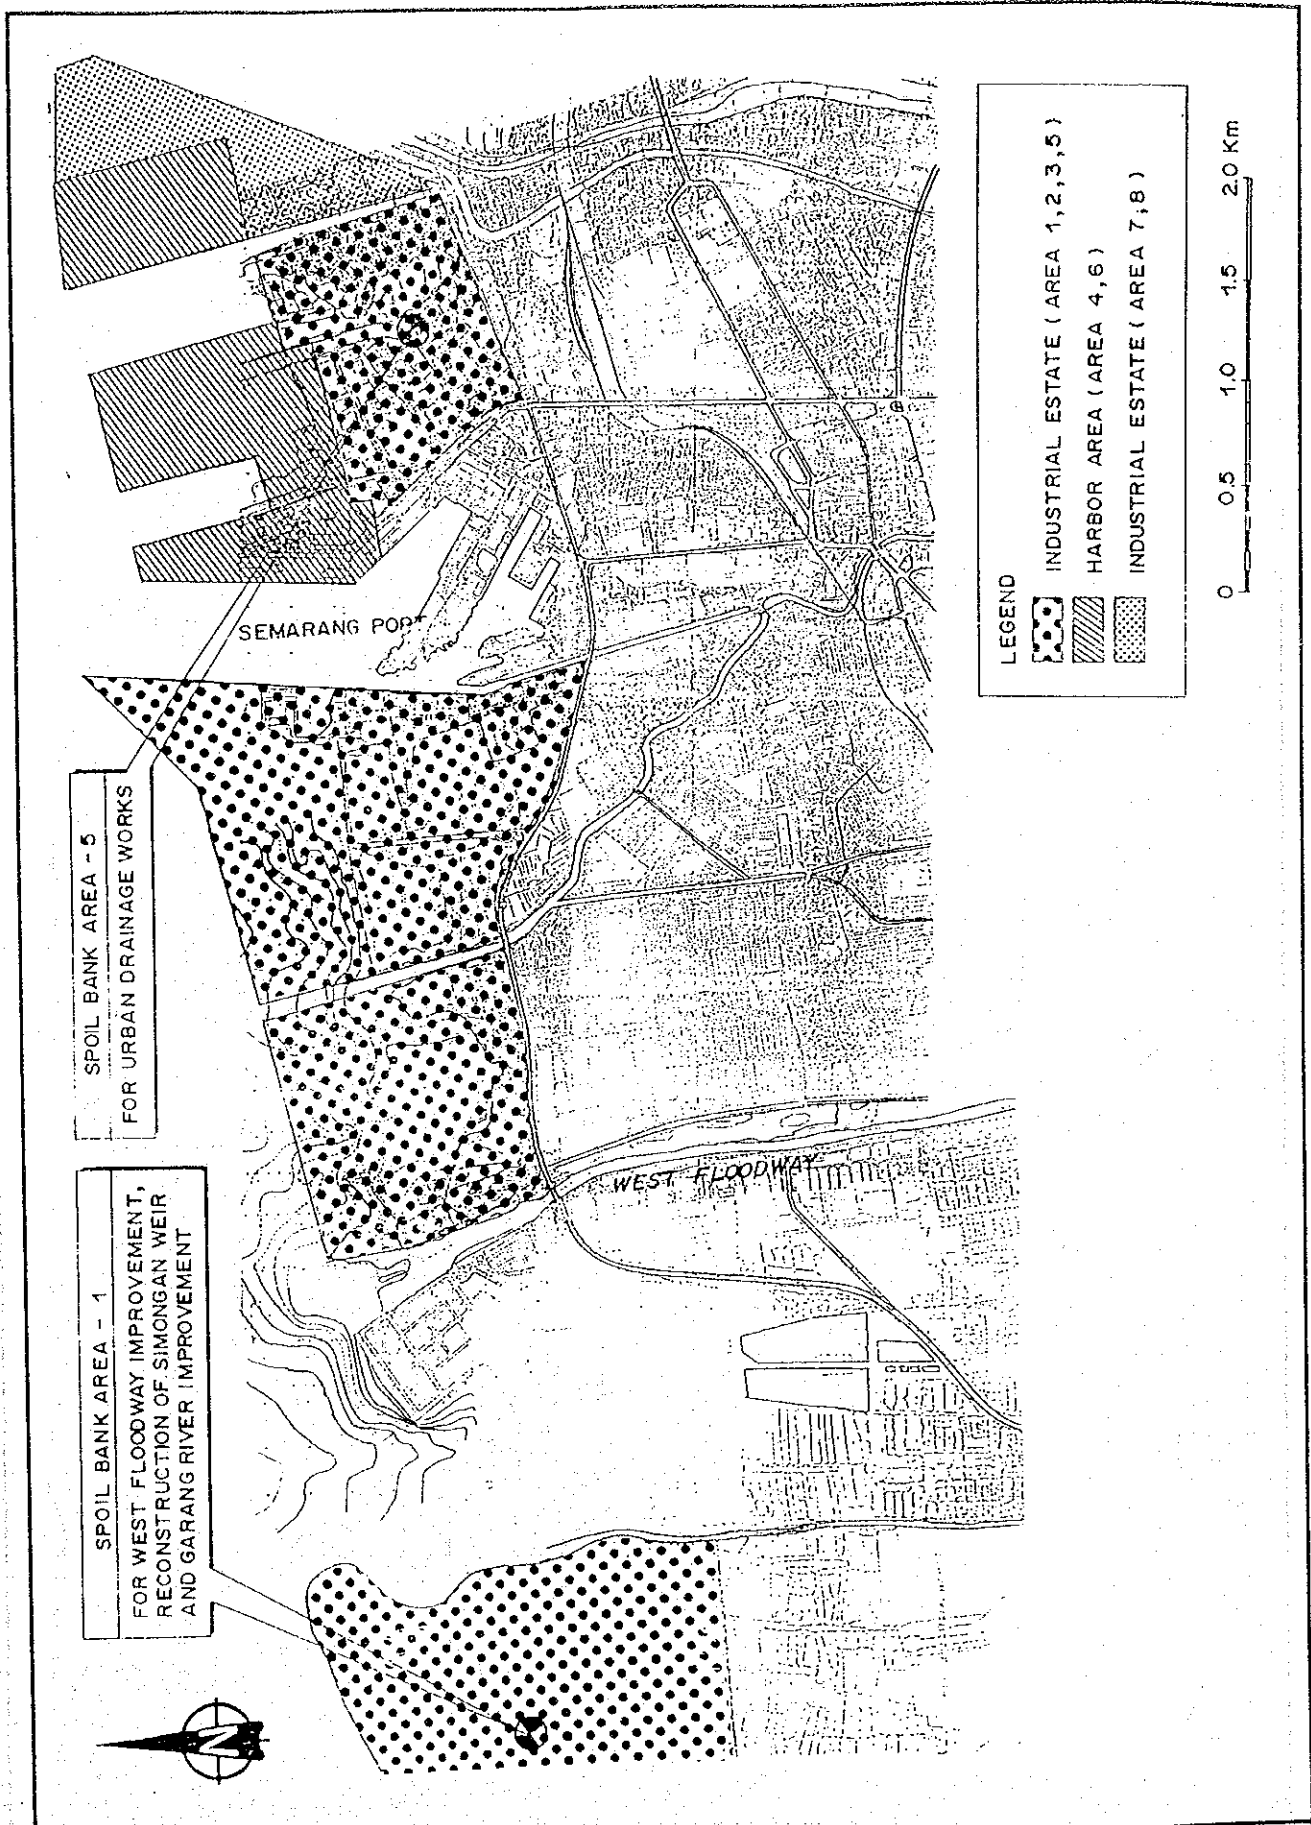 SPOIL BANK AREA - 1
FOR WEST FLOODWAY IMPROVEMENT,
RECONSTRUCTION OF SIMONGAN WEIR
AND GARANG RIVER IMPROVEMENT
SPOIL BANK AREA - 5
FOR URBAN DRAINAGE WORKS
N
SEMARANG PORT
WEST FLOODWAY
LEGEND
INDUSTRIAL ESTATE ( AREA 1,2,3,5 )
HARBOR AREA ( AREA 4,6 )
INDUSTRIAL ESTATE ( AREA 7,8 )
0 0.5 1.0 1.5 2.0 Km